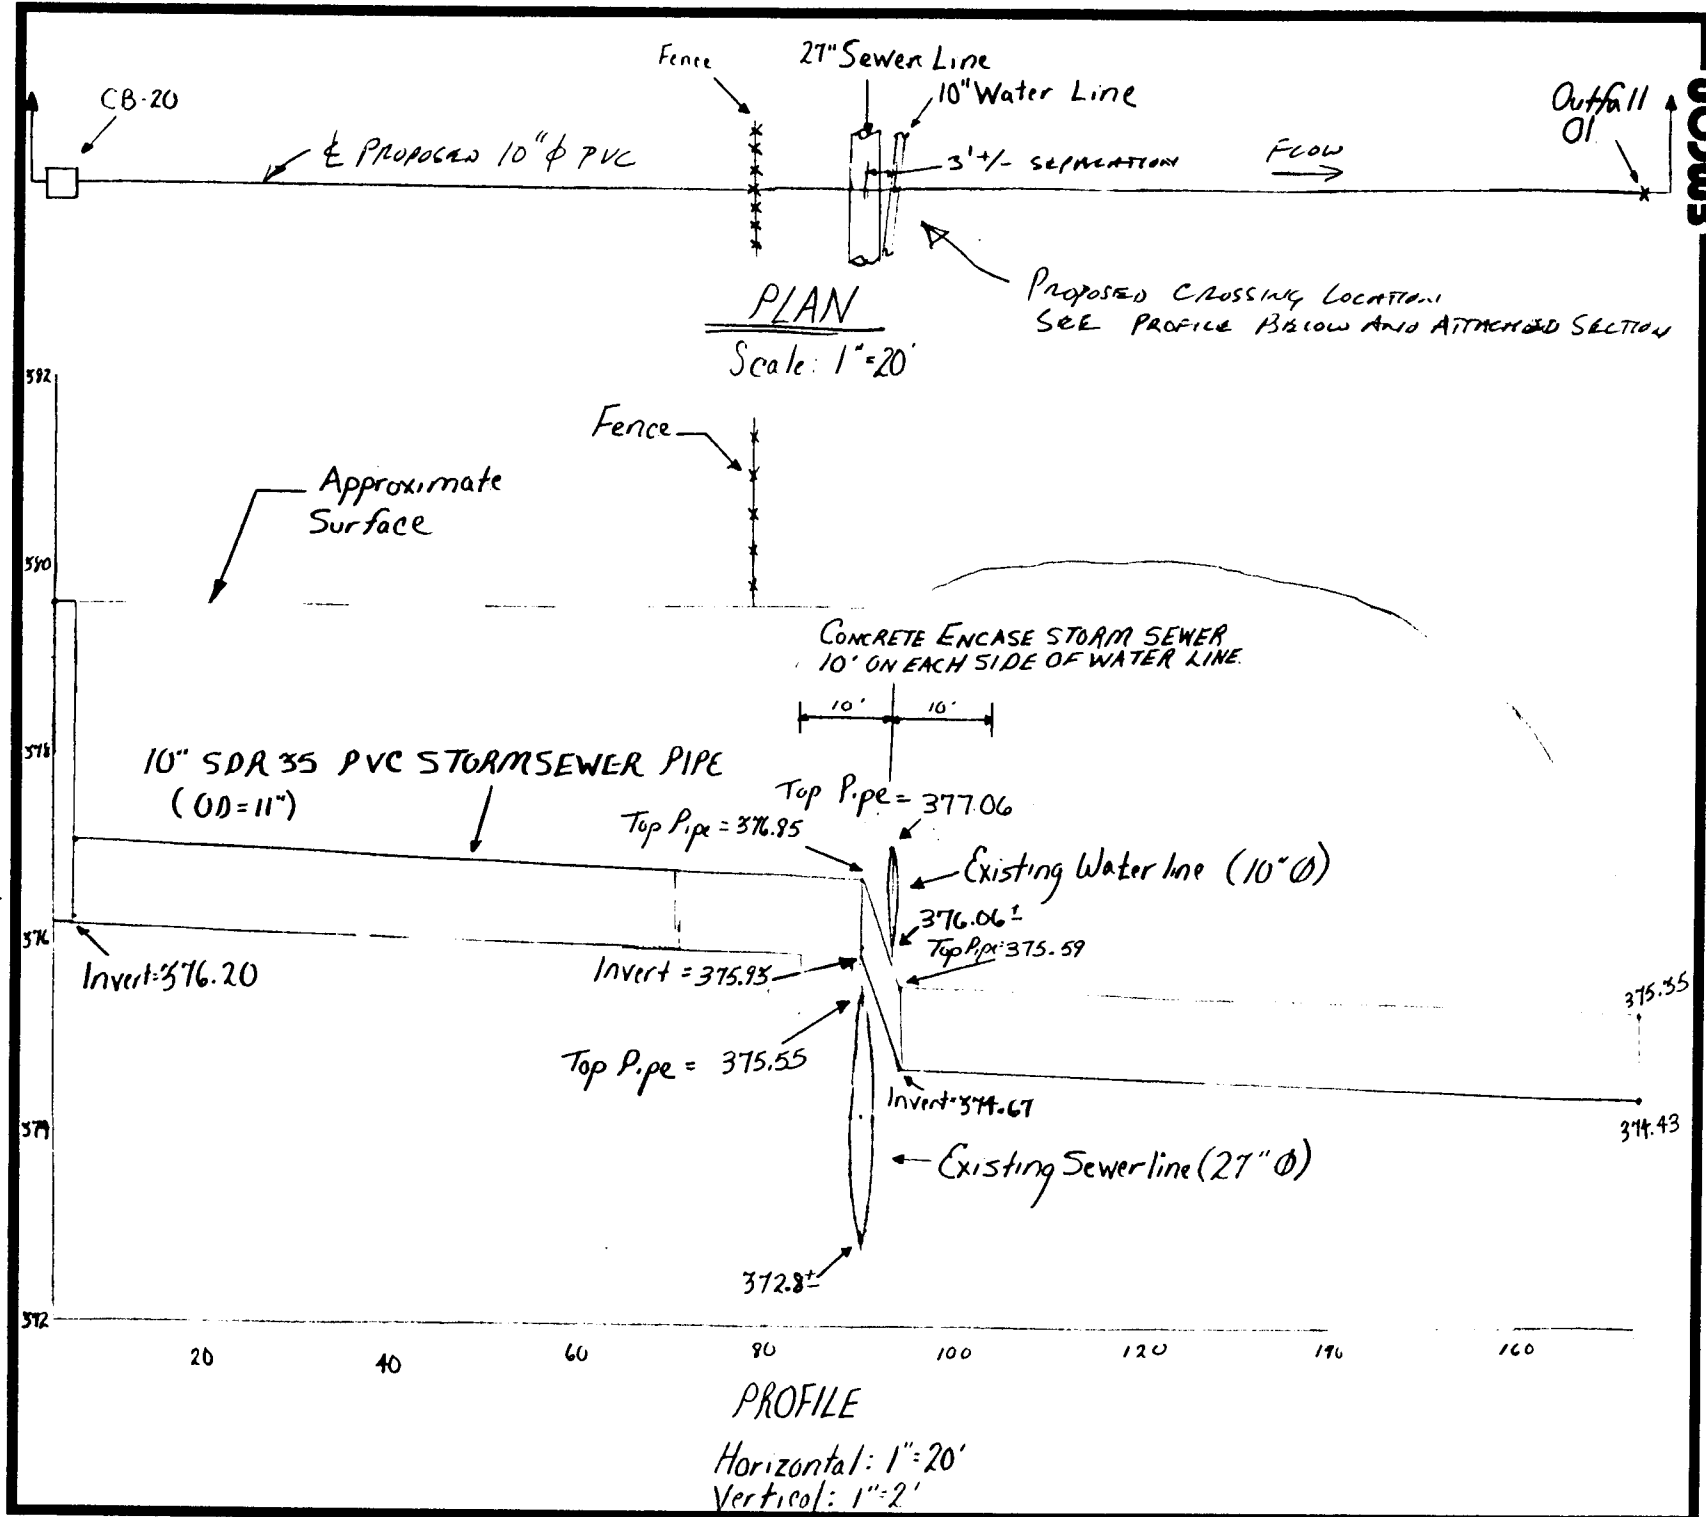 Fence
27" Sewer Line
10" Water Line
CB-20
Outfall
01
℄ PROPOSED 10" ϕ PVC
3' +/- SEPARATION
FLOW
emcon
PROPOSED CROSSING LOCATION
SEE PROFILE BELOW AND ATTACHED SECTION
PLAN
Scale: 1"=20'
382
Fence
Approximate
Surface
380
CONCRETE ENCASE STORM SEWER
10' ON EACH SIDE OF WATER LINE.
10' 10'
378
10" SDR 35 PVC STORMSEWER PIPE
(OD=11")
Top Pipe = 377.06
Top Pipe = 376.85
Existing Water line (10" Ø)
376.06±
376
Top Pipe=375.59
Invert=376.20
Invert = 375.93
375.35
Top Pipe = 375.55
Invert=374.67
374
374.43
Existing Sewerline (27" Ø)
372.8±
372
20 40 60 80 100 120 140 160
PROFILE
Horizontal: 1"=20'
Vertical: 1"=2'